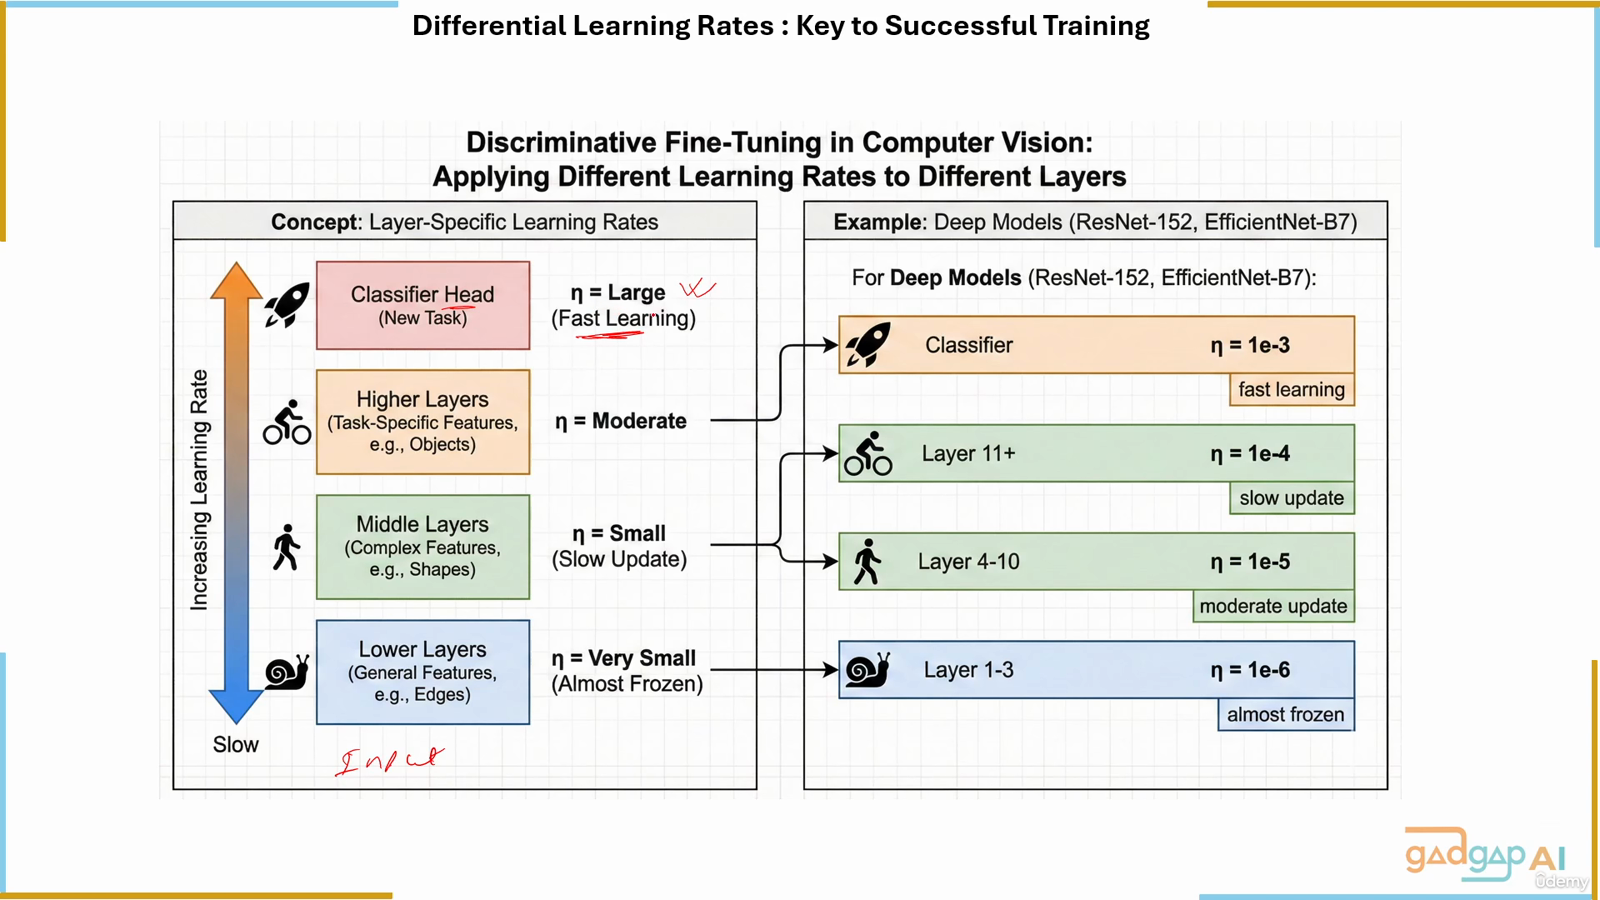 Differential Learning Rates : Key to Successful Training
Discriminative Fine-Tuning in Computer Vision:
Applying Different Learning Rates to Different Layers
Concept: Layer-Specific Learning Rates
Increasing Learning Rate
Slow
Classifier Head
(New Task)
η = Large
(Fast Learning)
Higher Layers
(Task-Specific Features,
e.g., Objects)
η = Moderate
Middle Layers
(Complex Features,
e.g., Shapes)
η = Small
(Slow Update)
Lower Layers
(General Features,
e.g., Edges)
η = Very Small
(Almost Frozen)
Input
Example: Deep Models (ResNet-152, EfficientNet-B7)
For Deep Models (ResNet-152, EfficientNet-B7):
Classifier η = 1e-3
fast learning
Layer 11+ η = 1e-4
slow update
Layer 4-10 η = 1e-5
moderate update
Layer 1-3 η = 1e-6
almost frozen
gadgap AI
ûdemy